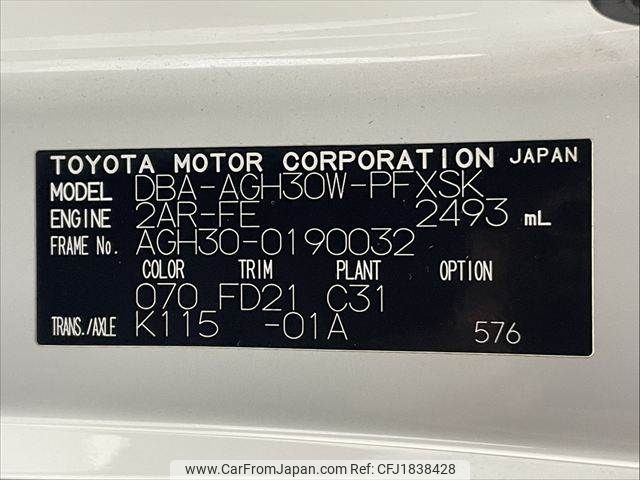 TOYOTA MOTOR CORPORATION JAPAN
MODEL DBA-AGH30W-PFXSK
ENGINE 2AR-FE 2493 mL
FRAME No. AGH30-0190032
COLOR TRIM PLANT OPTION
070 FD21 C31
TRANS./AXLE K115 -01A 576
www.CarFromJapan.com | Ref No: CFJ1838428